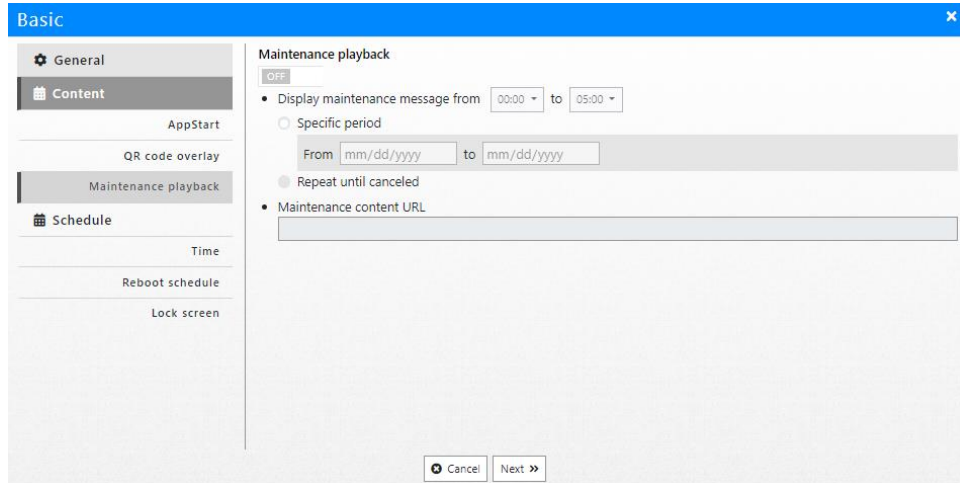 Basic
General
Content
AppStart
QR code overlay
Maintenance playback
Schedule
Time
Reboot schedule
Lock screen
Maintenance playback
OFF
Display maintenance message from 00:00 to 05:00
Specific period
From mm/dd/yyyy to mm/dd/yyyy
Repeat until canceled
Maintenance content URL
Cancel Next